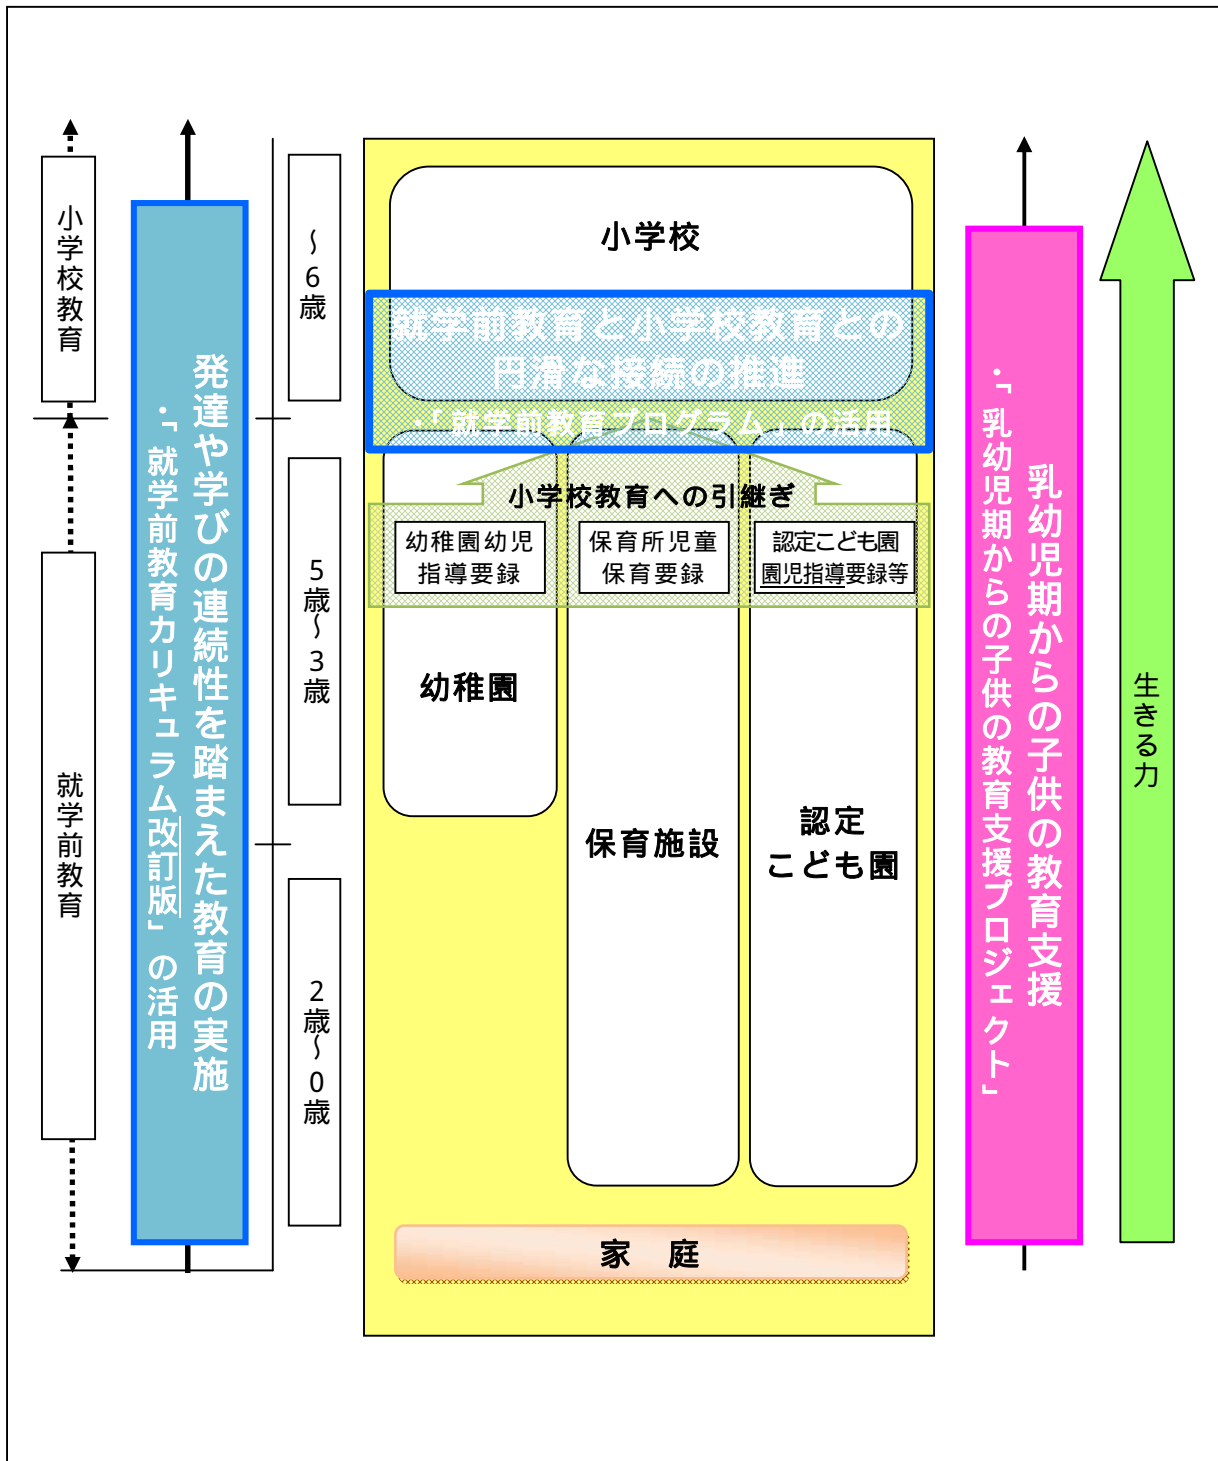 小学校教育
就学前教育
発達や学びの連続性を踏まえた教育の実施
・「就学前教育カリキュラム改訂版」の活用
～6歳
5歳～3歳
2歳～0歳
小学校
就学前教育と小学校教育との
円滑な接続の推進
「就学前教育プログラム」の活用
小学校教育への引継ぎ
幼稚園幼児
指導要録
保育所児童
保育要録
認定こども園
園児指導要録等
幼稚園
保育施設
認定
こども園
家　庭
乳幼児期からの子供の教育支援
・「乳幼児期からの子供の教育支援プロジェクト」
生きる力